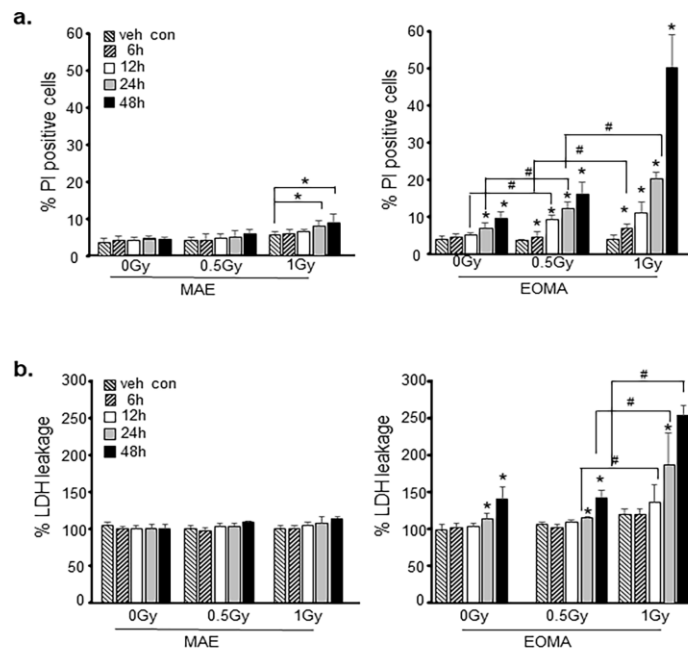 a.
% PI positive cells
60
50
40
30
20
10
0
veh con
6h
12h
24h
48h
*
*
0Gy
0.5Gy
1Gy
MAE
% PI positive cells
60
50
40
30
20
10
0
*
#
#
#
#
*
*
*
*
*
*
*
*
*
0Gy
0.5Gy
1Gy
EOMA
b.
% LDH leakage
300
250
200
150
100
50
0
veh con
6h
12h
24h
48h
0Gy
0.5Gy
1Gy
MAE
% LDH leakage
300
250
200
150
100
50
0
#
#
#
*
*
*
*
*
0Gy
0.5Gy
1Gy
EOMA